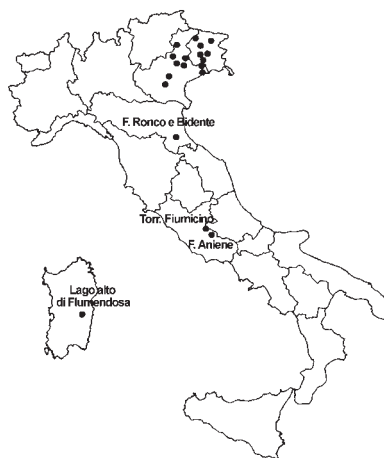 F. Ronco e Bidente
Torr. Fiumicino
F. Aniene
Lago alto
di Flumendosa